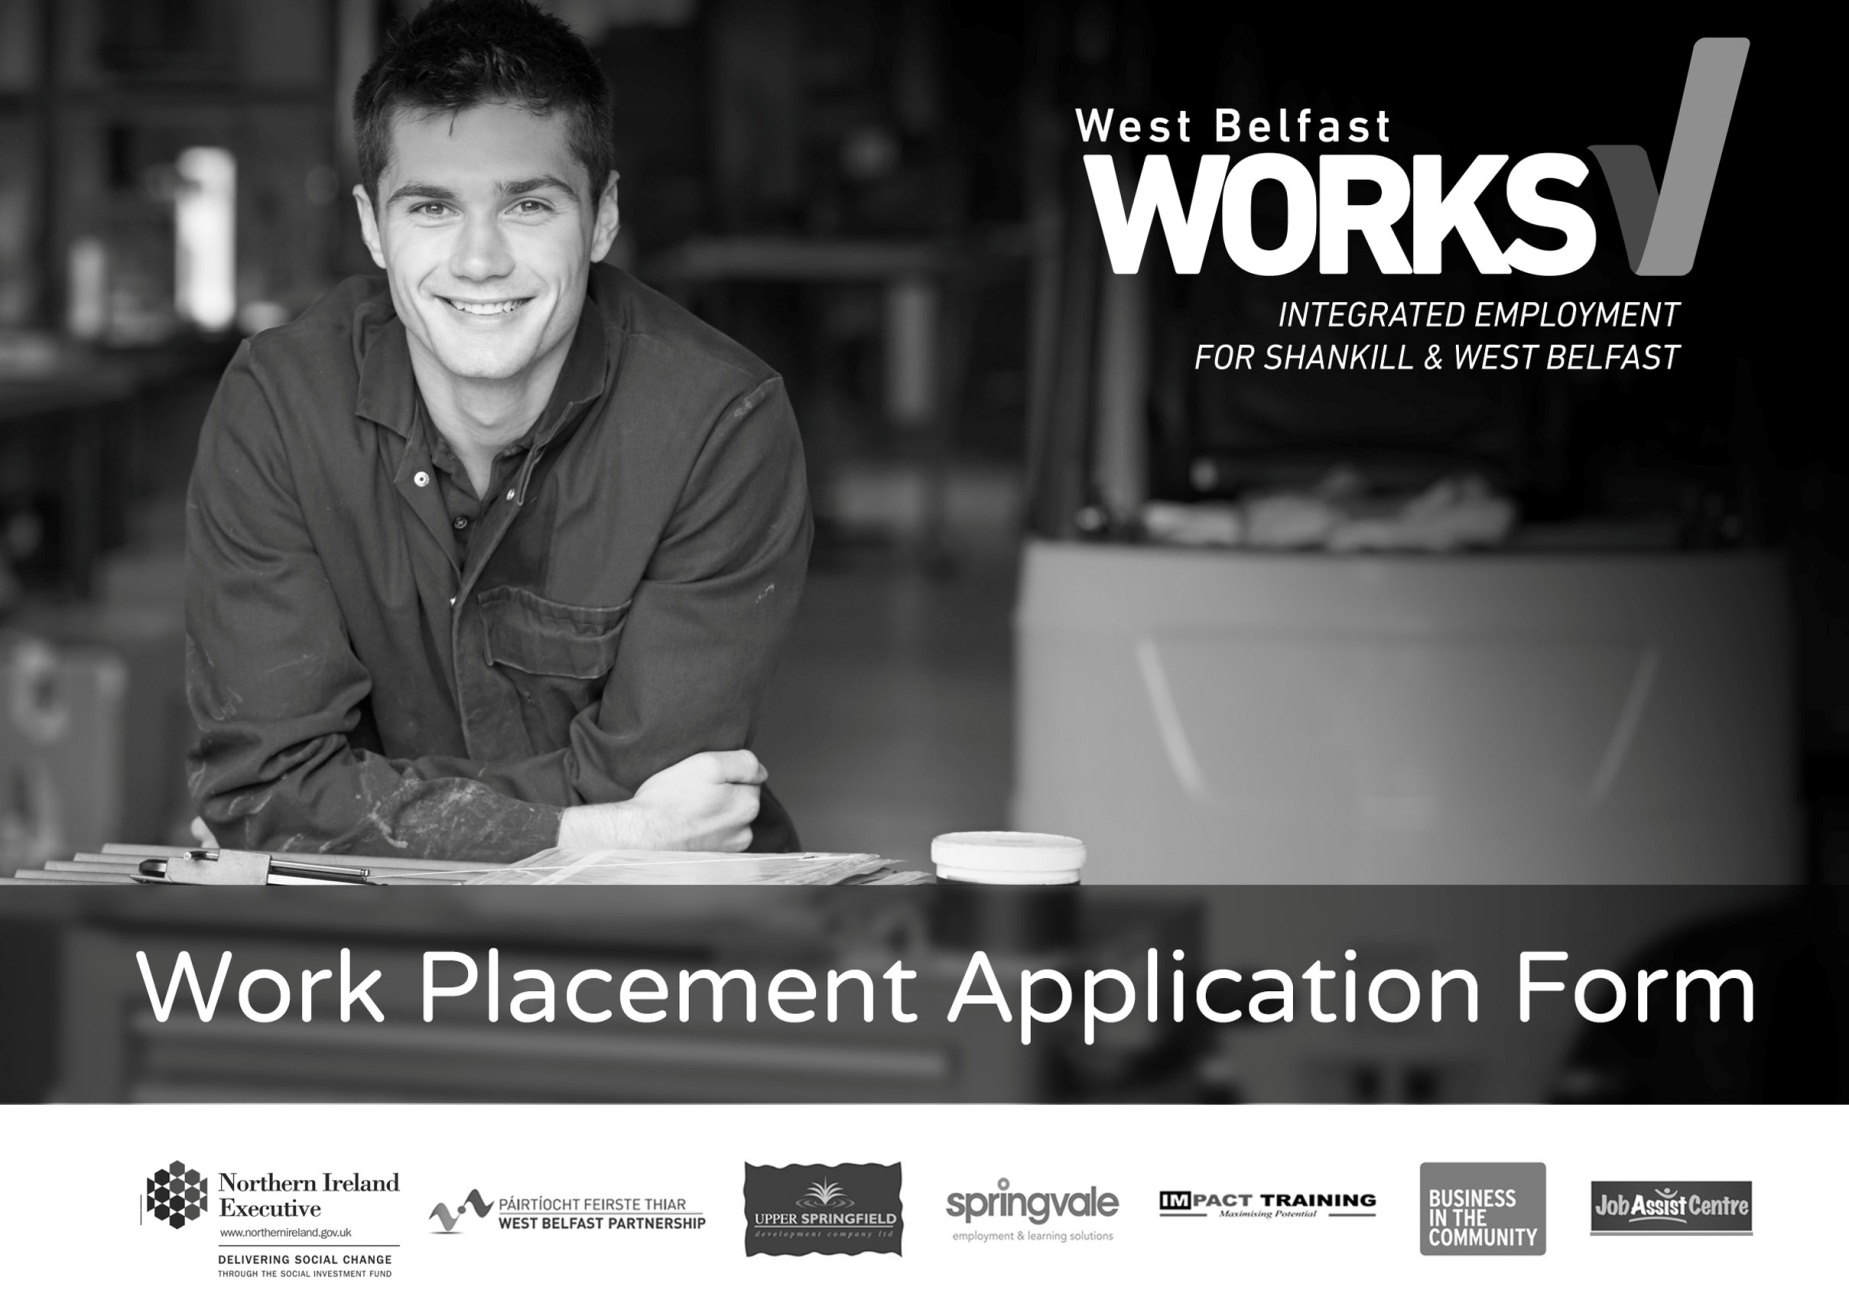 West Belfast
WORKS
INTEGRATED EMPLOYMENT
FOR SHANKILL & WEST BELFAST
Work Placement Application Form
Northern Ireland
Executive
www.northernireland.gov.uk
DELIVERING SOCIAL CHANGE
THROUGH THE SOCIAL INVESTMENT FUND
PÁIRTÍOCHT FEIRSTE THIAR
WEST BELFAST PARTNERSHIP
UPPER SPRINGFIELD
development company ltd
springvale
employment & learning solutions
IMPACT TRAINING
Maximising Potential
BUSINESS
IN THE
COMMUNITY
JobAssistCentre